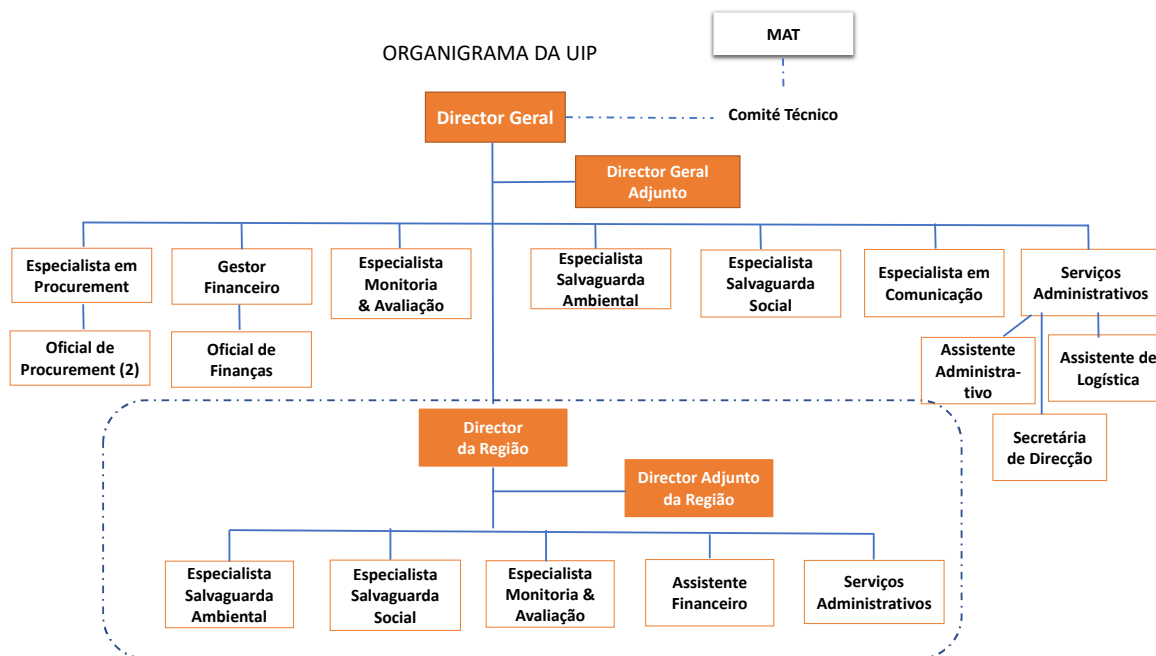 MAT
ORGANIGRAMA DA UIP
Director Geral
Comité Técnico
Director Geral
Adjunto
Especialista em
Procurement
Gestor
Financeiro
Especialista
Monitoria
& Avaliação
Especialista
Salvaguarda
Ambiental
Especialista
Salvaguarda
Social
Especialista em
Comunicação
Serviços
Administrativos
Oficial de
Procurement (2)
Oficial de
Finanças
Assistente
Administra-
tivo
Assistente de
Logística
Secretária
de Direcção
Director
da Região
Director Adjunto
da Região
Especialista
Salvaguarda
Ambiental
Especialista
Salvaguarda
Social
Especialista
Monitoria &
Avaliação
Assistente
Financeiro
Serviços
Administrativos